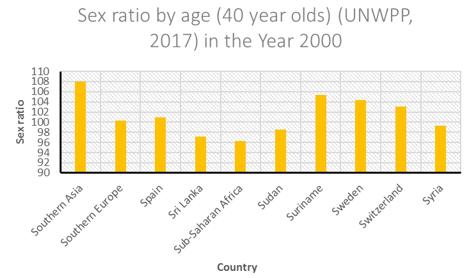 Sex ratio by age (40 year olds) (UNWPP,
2017) in the Year 2000
Sex ratio
110
108
106
104
102
100
98
96
94
92
90
Southern Asia
Southern Europe
Spain
Sri Lanka
Sub-Saharan Africa
Sudan
Suriname
Sweden
Switzerland
Syria
Country